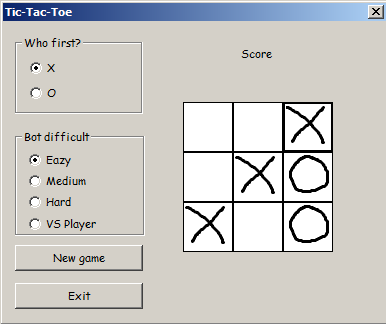 Tic-Tac-Toe
Who first?
X
O
Score
Bot difficult
Eazy
Medium
Hard
VS Player
New game
Exit
X
X O
X O